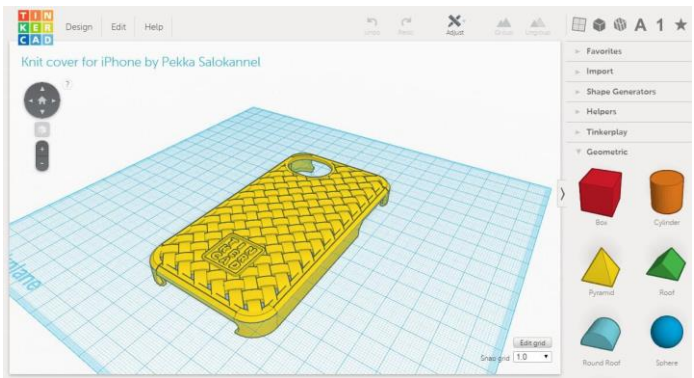 TIN
KER
CAD
Design Edit Help
Undo Redo Adjust Group Ungroup
A 1
Knit cover for iPhone by Pekka Salokannel
?
+
-
Favorites
Import
Shape Generators
Helpers
Tinkerplay
Geometric
Box Cylinder
Pyramid Roof
Round Roof Sphere
Edit grid
Snap grid 1.0